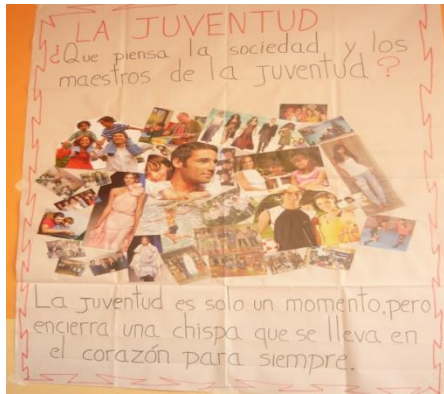 LA JUVENTUD
¿Que piensa la sociedad y los
maestros de la juventud?
La juventud es solo un momento, pero
encierra una chispa que se lleva en
el corazón para siempre.